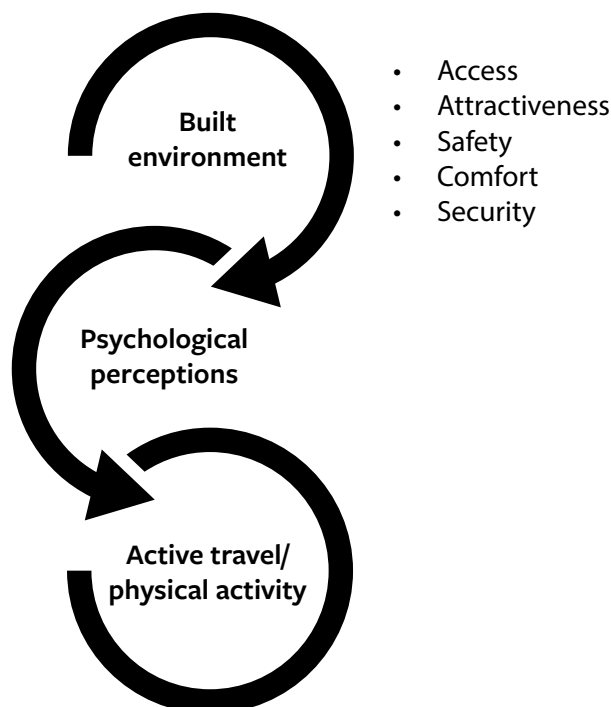 Built
environment
• Access
• Attractiveness
• Safety
• Comfort
• Security
Psychological
perceptions
Active travel/
physical activity